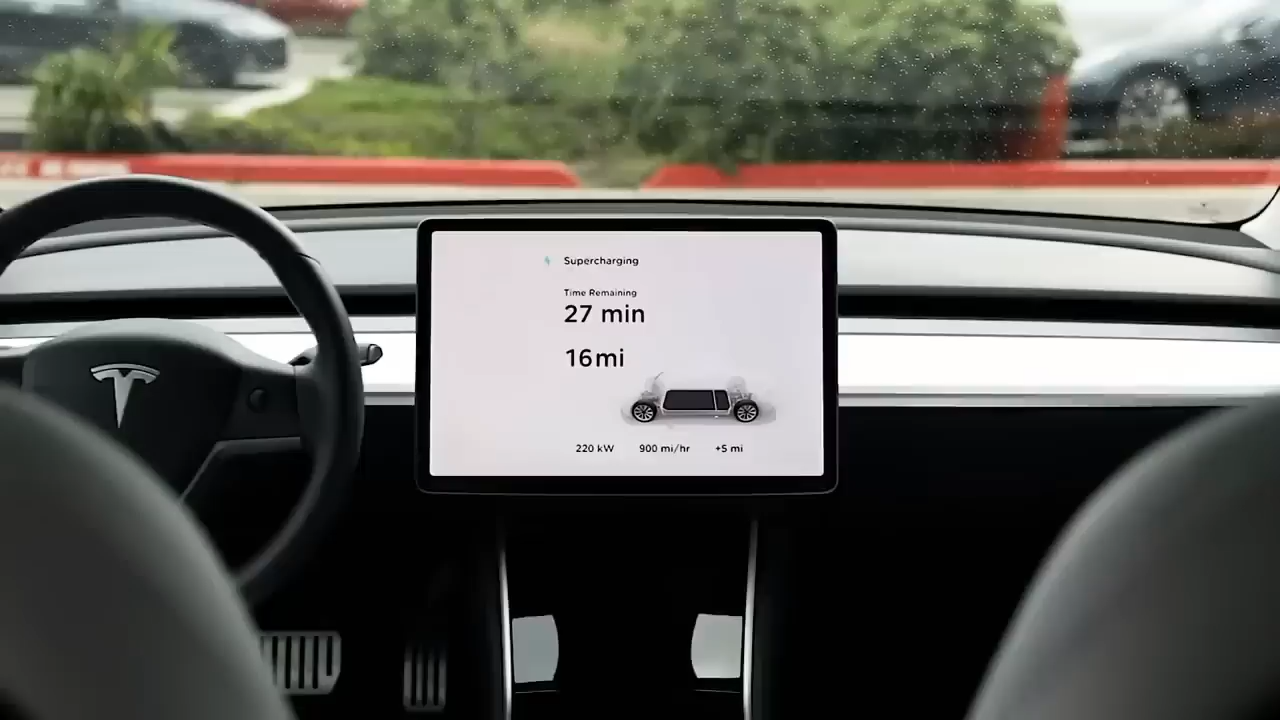 Supercharging
Time Remaining
27 min
16mi
220 kW 900 mi/hr +5 mi